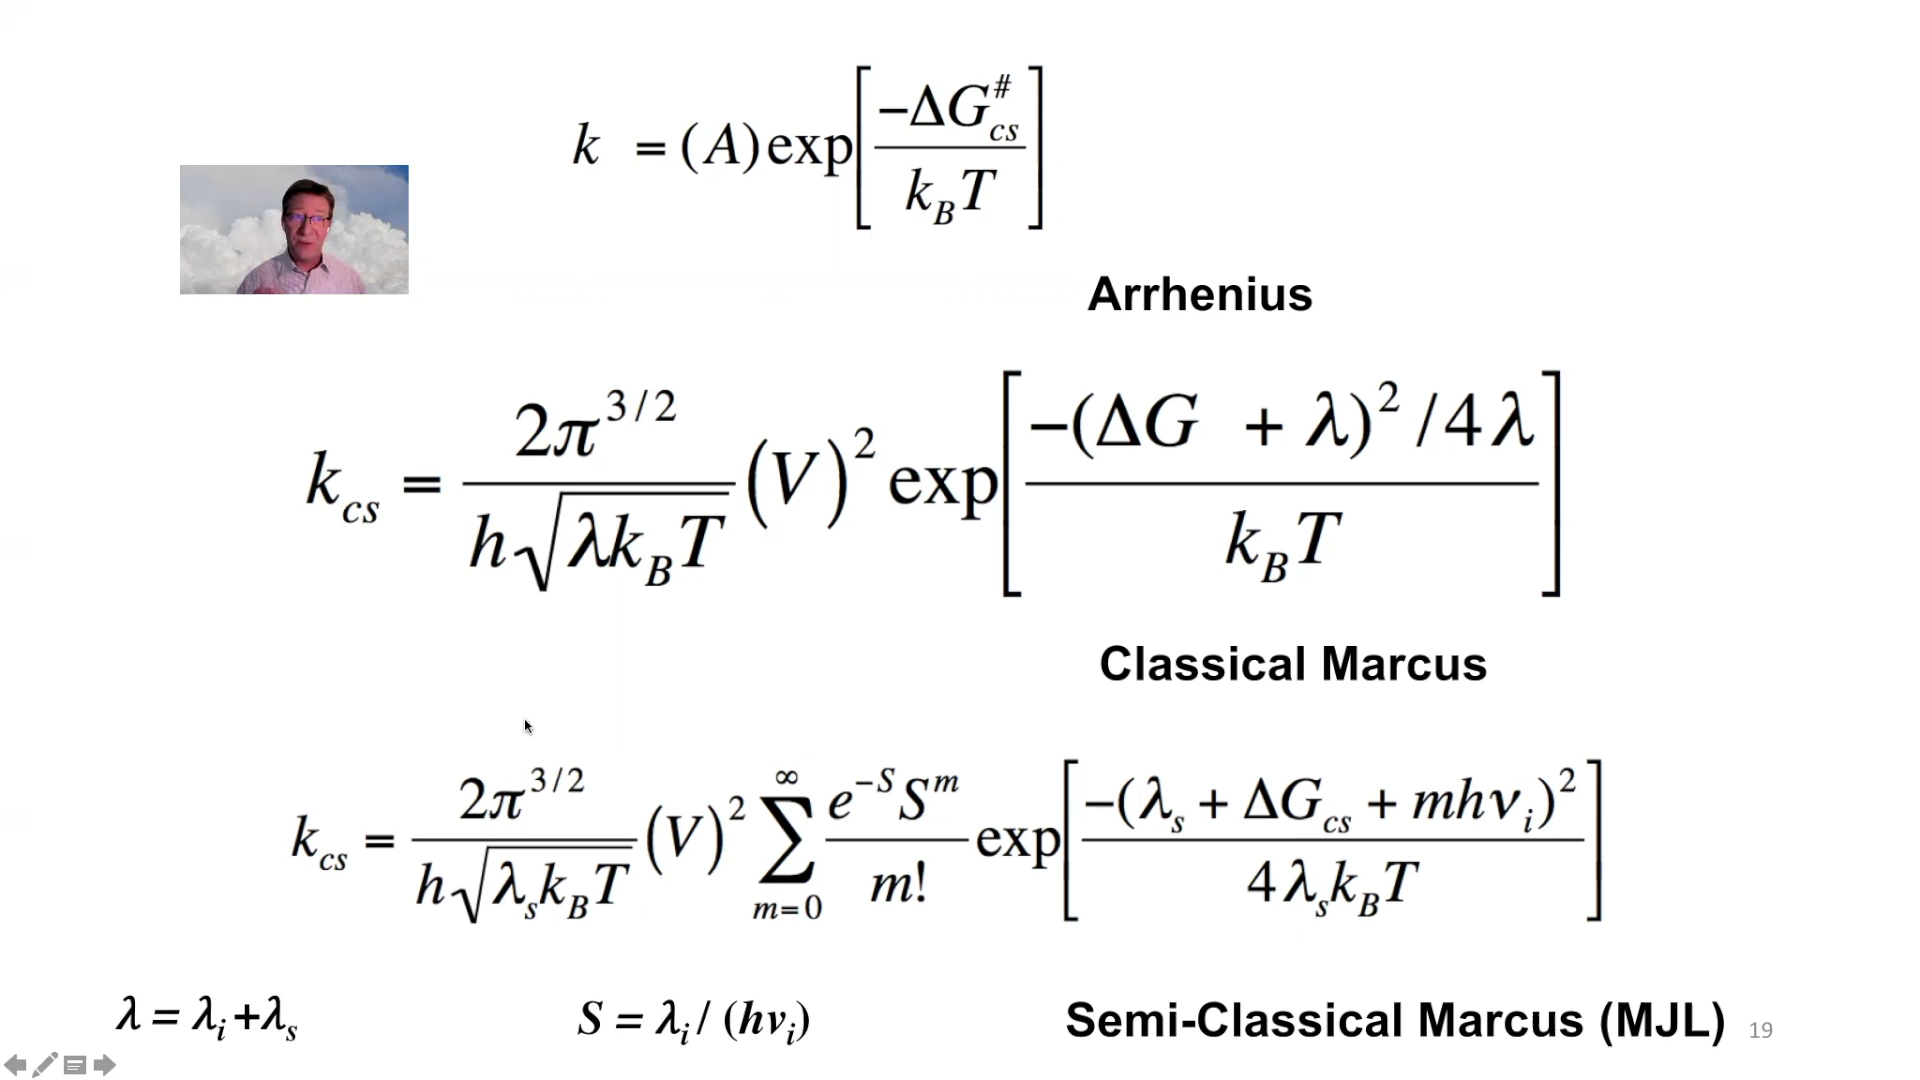 k = (A)exp[−ΔG#cs / kBT]
Arrhenius
kcs = 2π^3/2 / h√λkBT (V)^2 exp[−(ΔG + λ)^2 /4λ / kBT]
Classical Marcus
kcs = 2π^3/2 / h√λskBT (V)^2 ∑m=0∞ e^−S S^m / m! exp[−(λs + ΔGcs + mhνi)^2 / 4λskBT]
λ = λi+λs
S = λi / (hνi)
Semi-Classical Marcus (MJL)
19